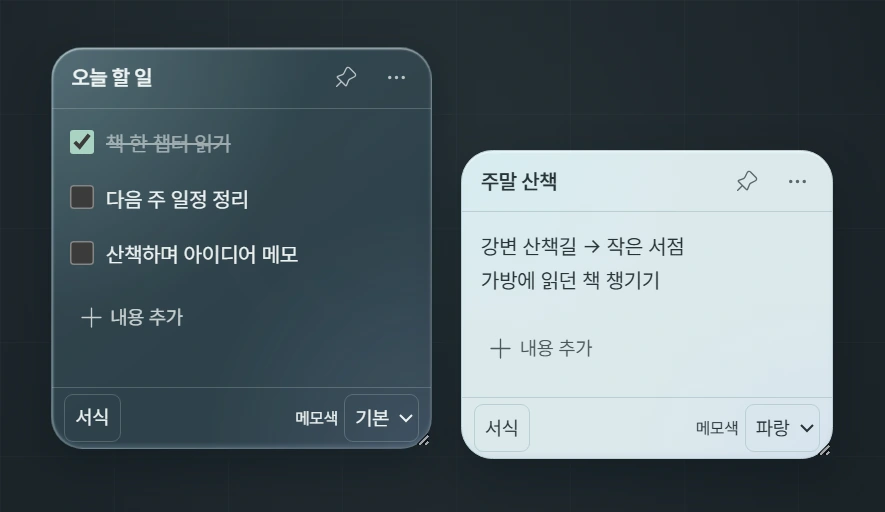 오늘 할 일
책 한 챕터 읽기
다음 주 일정 정리
산책하며 아이디어 메모
내용 추가
서식
메모색
기본
주말 산책
강변 산책길 → 작은 서점
가방에 읽던 책 챙기기
내용 추가
서식
메모색
파랑